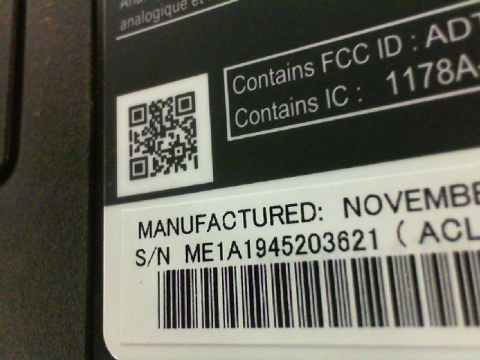 analogique et
Contains FCC ID : ADT
Contains IC : 1178A-
MANUFACTURED: NOVEMBE
S/N ME1A1945203621 ( ACL